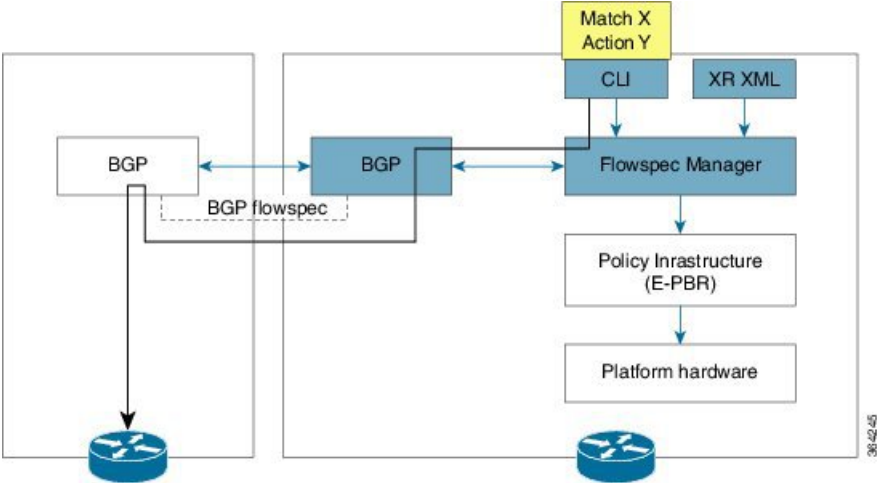 Match X
Action Y
CLI
XR XML
BGP
BGP
Flowspec Manager
BGP flowspec
Policy Inrastructure
(E-PBR)
Platform hardware
364245